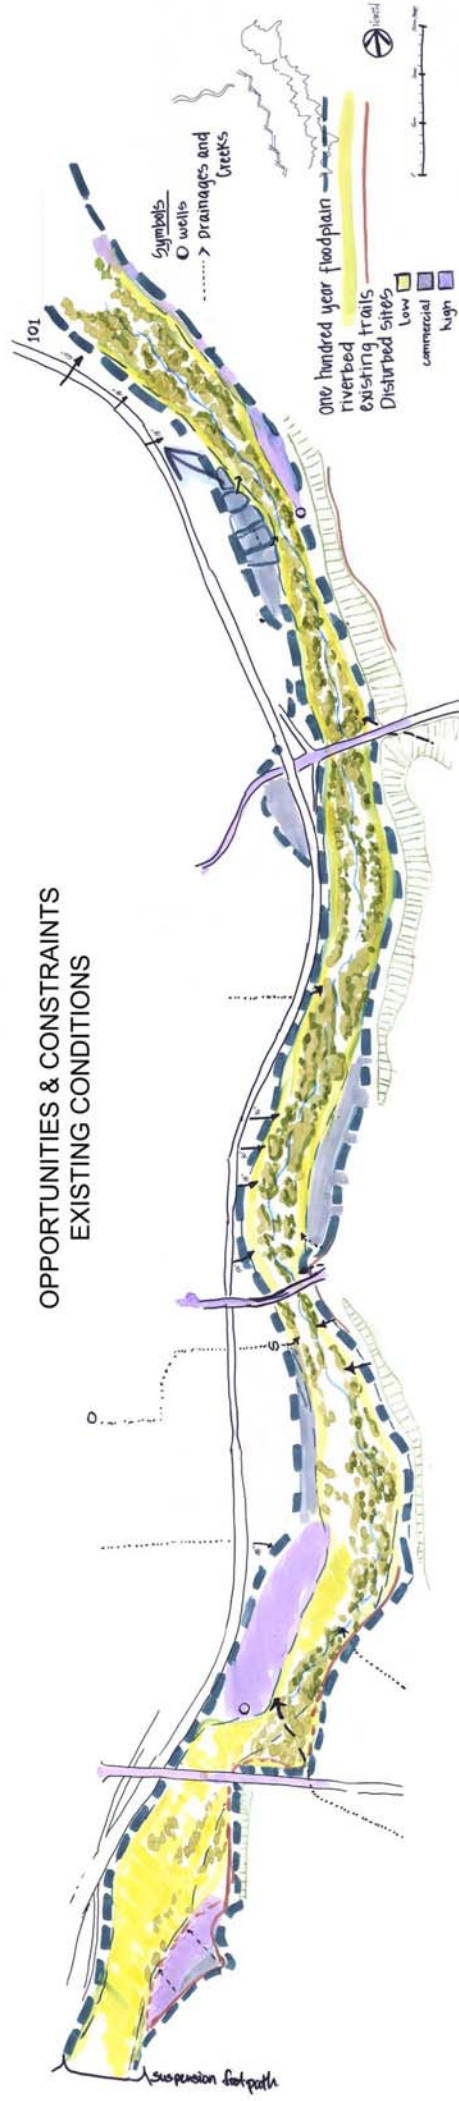 OPPORTUNITIES & CONSTRAINTS
EXISTING CONDITIONS
101
Symbols
wells
Drainages and
Creeks
one hundred year floodplain
riverbed
existing trails
Disturbed sites
Low
commercial
high
suspension footpath